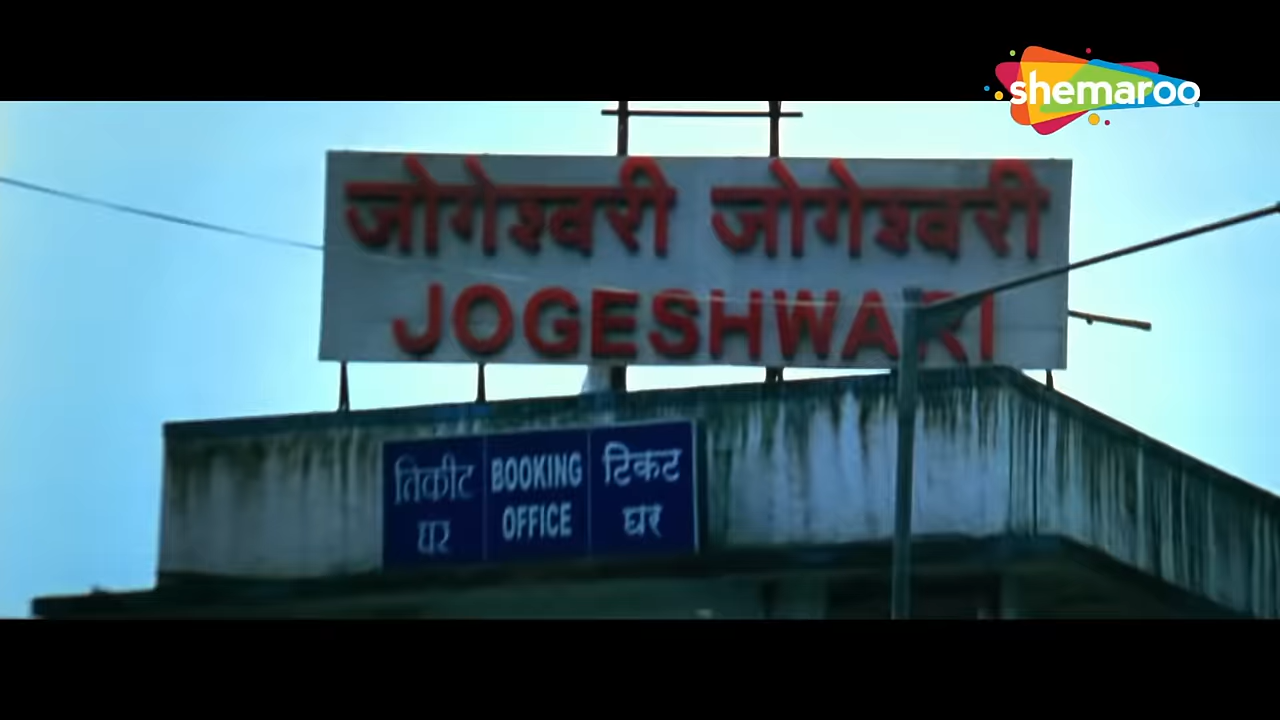 shemaroo
जोगेश्वरी जोगेश्वरी
JOGESHWARI
तिकीट घर
BOOKING OFFICE
टिकट घर